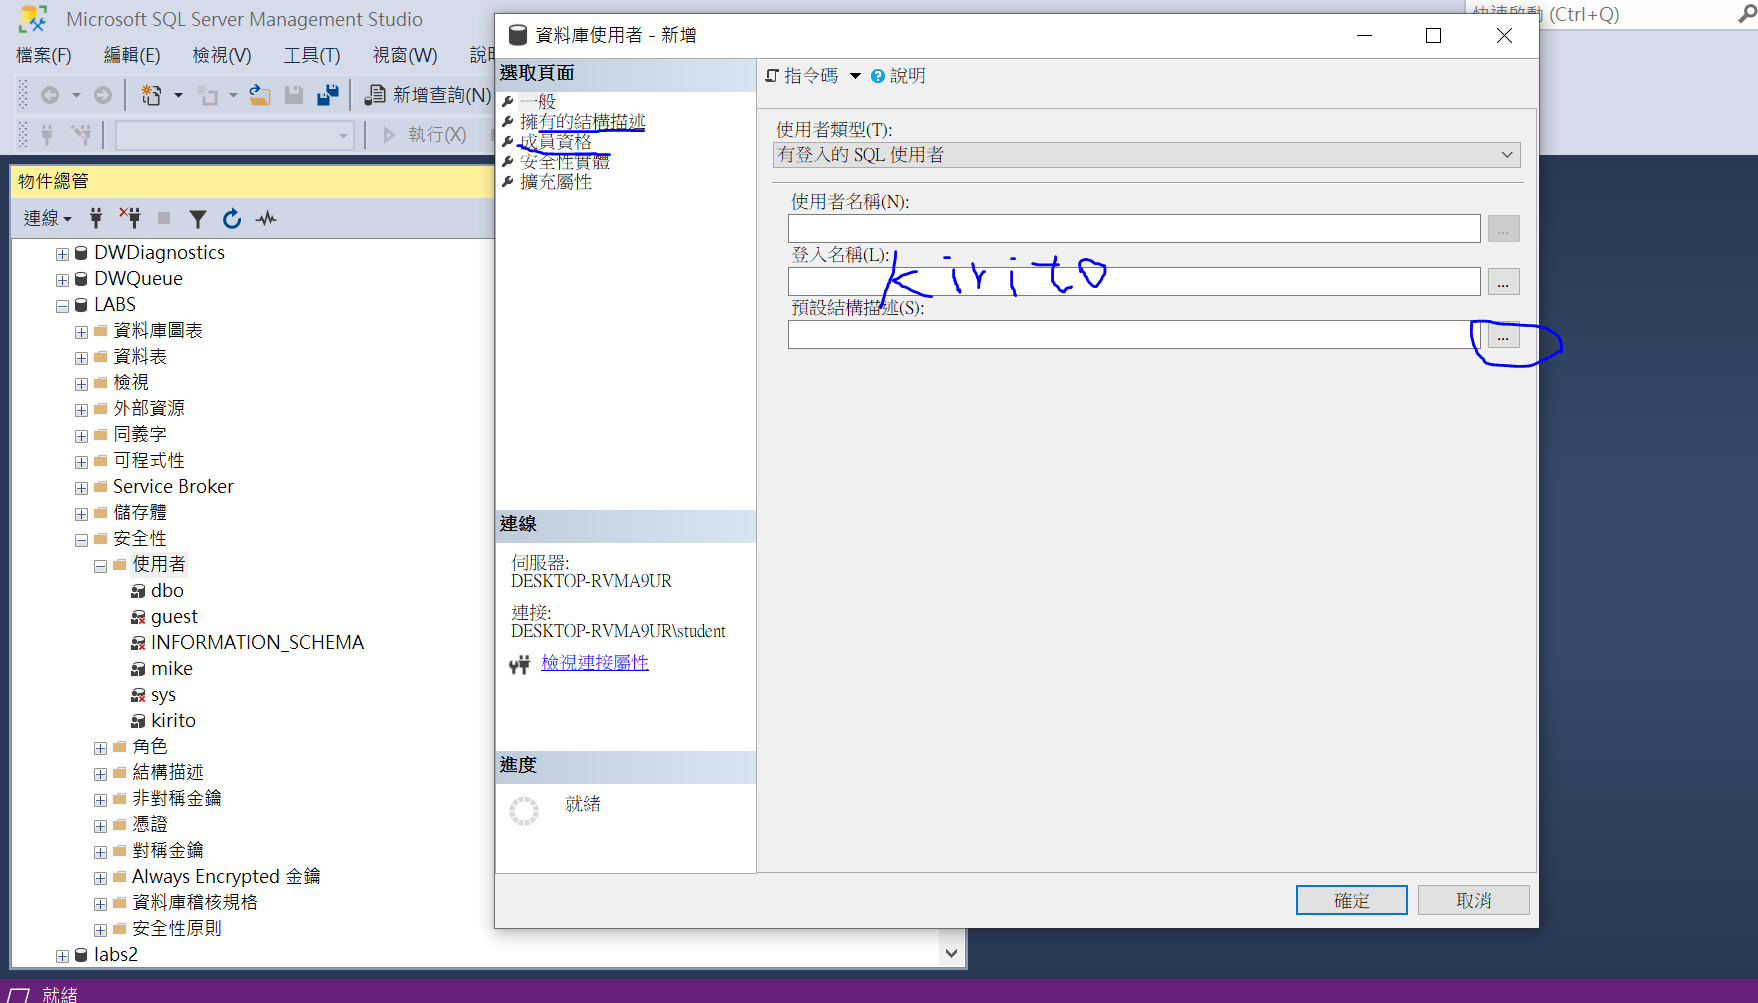 Microsoft SQL Server Management Studio
快速啟動 (Ctrl+Q)
檔案(F) 編輯(E) 檢視(V) 工具(T) 視窗(W)
新增查詢(N)
執行(X)
物件總管
連線
DWDiagnostics
DWQueue
LABS
資料庫圖表
資料表
檢視
外部資源
同義字
可程式性
Service Broker
儲存體
安全性
使用者
dbo
guest
INFORMATION_SCHEMA
mike
sys
kirito
角色
結構描述
非對稱金鑰
憑證
對稱金鑰
Always Encrypted 金鑰
資料庫稽核規格
安全性原則
labs2
就緒
資料庫使用者 - 新增
選取頁面
一般
擁有的結構描述
成員資格
安全性實體
擴充屬性
連線
伺服器:
DESKTOP-RVMA9UR
連接:
DESKTOP-RVMA9UR\student
檢視連接屬性
進度
就緒
指令碼 說明
使用者類型(T):
有登入的 SQL 使用者
使用者名稱(N):
...
登入名稱(L):
kirito
...
預設結構描述(S):
...
確定 取消